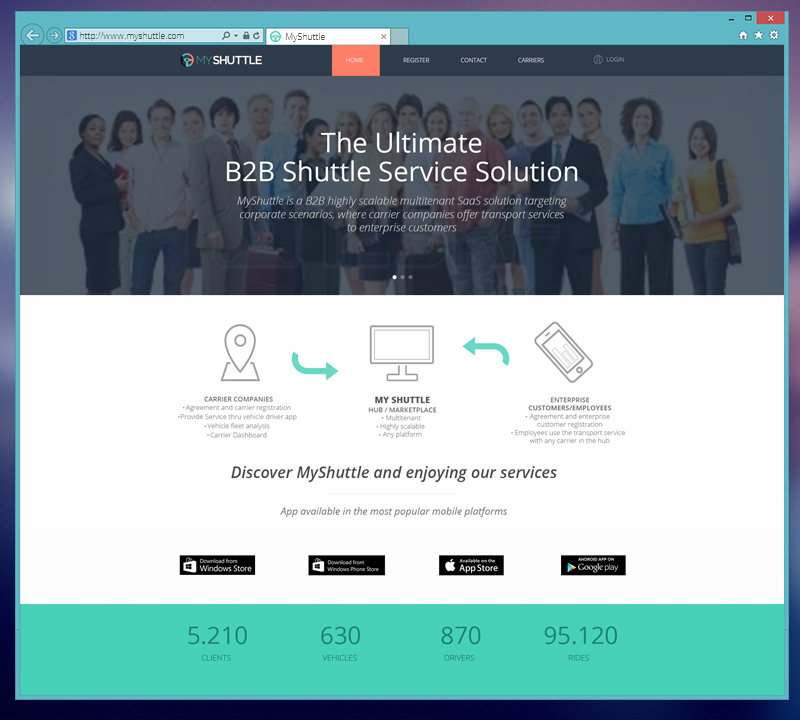 http://www.myshuttle.com
MyShuttle
MYSHUTTLE
HOME
REGISTER
CONTACT
CARRIERS
LOGIN
The Ultimate
B2B Shuttle Service Solution
MyShuttle is a B2B highly scalable multitenant SaaS solution targeting
corporate scenarios, where carrier companies offer transport services
to enterprise customers
CARRIER COMPANIES
• Agreement and carrier registration
•Provide Service thru vehicle driver app
• Vehicle fleet analysis
• Carrier Dashboard
MY SHUTTLE
HUB / MARKETPLACE
• Multitenant
• Highly scalable
• Any platform
ENTERPRISE
CUSTOMERS/EMPLOYEES
• Agreement and enterprise
customer registration
• Employees use the transport service
with any carrier in the hub
Discover MyShuttle and enjoying our services
App available in the most popular mobile platforms
Download from
Windows Store
Download from
Windows Phone Store
Available on the
App Store
ANDROID APP ON
Google play
5.210
CLIENTS
630
VEHICLES
870
DRIVERS
95.120
RIDES